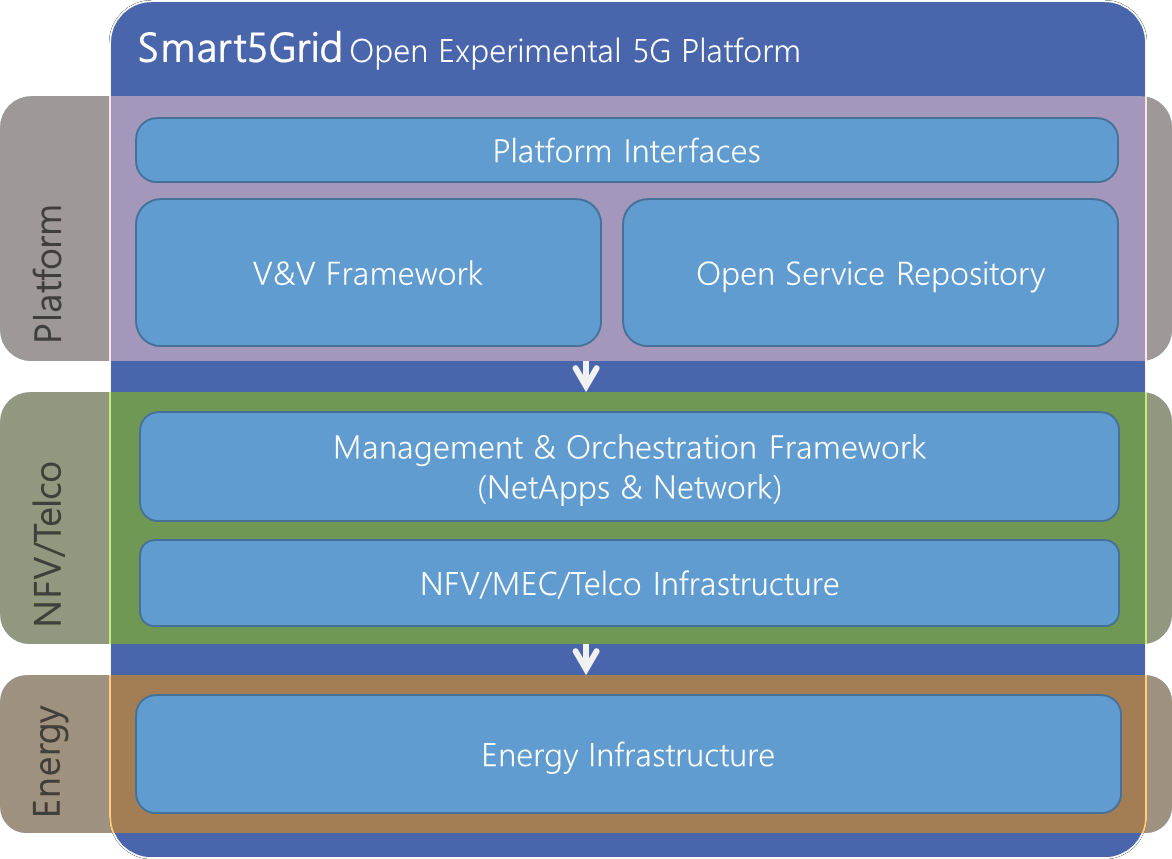 Smart5Grid Open Experimental 5G Platform
Platform
Platform Interfaces
V&V Framework
Open Service Repository
NFV/Telco
Management & Orchestration Framework
(NetApps & Network)
NFV/MEC/Telco Infrastructure
Energy
Energy Infrastructure